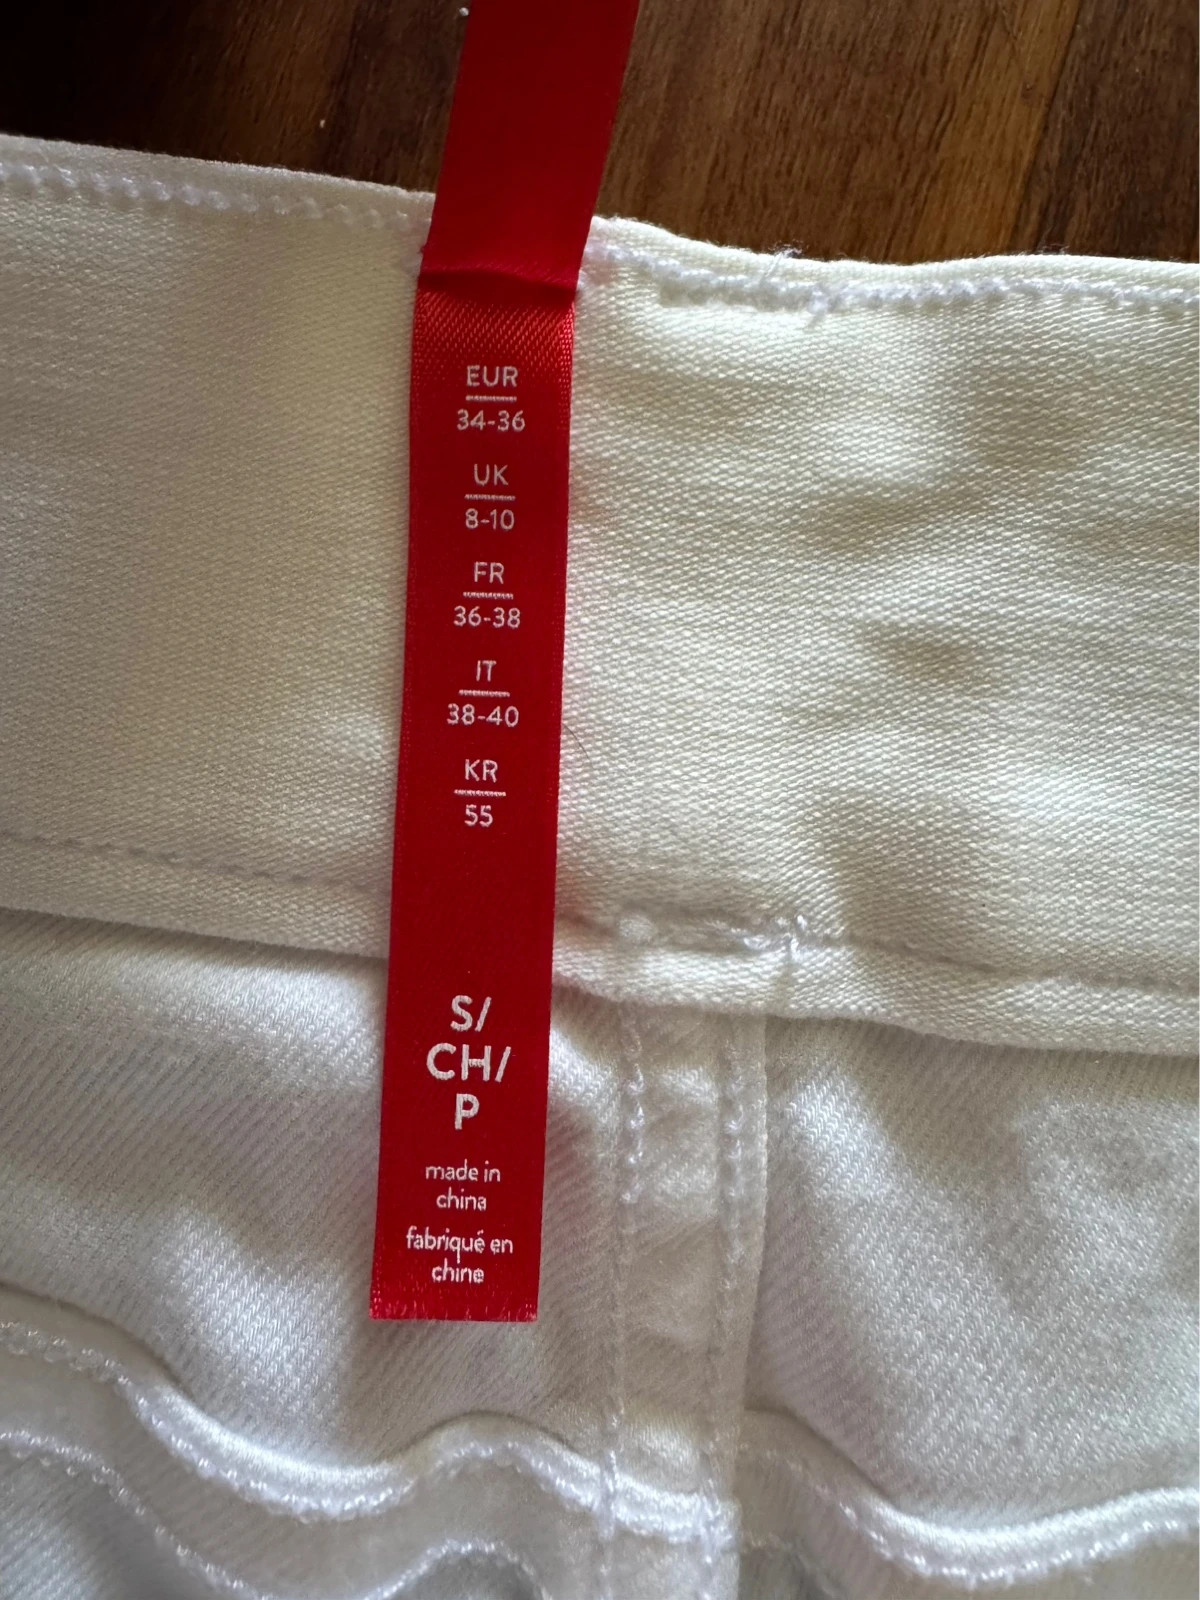 EUR
34-36
UK
8-10
FR
36-38
IT
38-40
KR
55
S/
CH/
P
made in
china
fabriqué en
chine